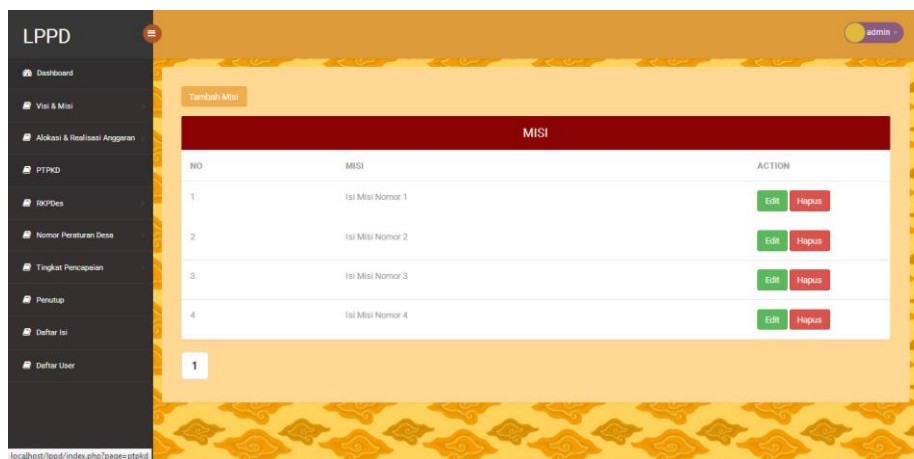 LPPD
admin
Dashboard
Visi & Misi
Alokasi & Realisasi Anggaran
PTPKD
RKPDes
Nomor Peraturan Desa
Tingkat Pencapaian
Penutup
Daftar Isi
Daftar User
Tambah Misi
MISI
NO MISI ACTION
1 Isi Misi Nomor 1 Edit Hapus
2 Isi Misi Nomor 2 Edit Hapus
3 Isi Misi Nomor 3 Edit Hapus
4 Isi Misi Nomor 4 Edit Hapus
1
localhost/lppd/index.php?page=ptpkd